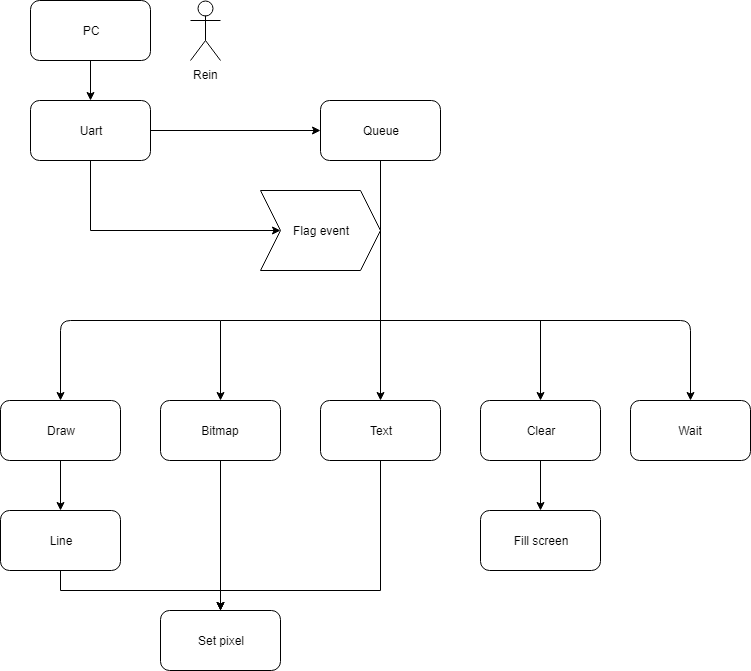 PC
Rein
Uart
Queue
Flag event
Draw
Bitmap
Text
Clear
Wait
Line
Fill screen
Set pixel